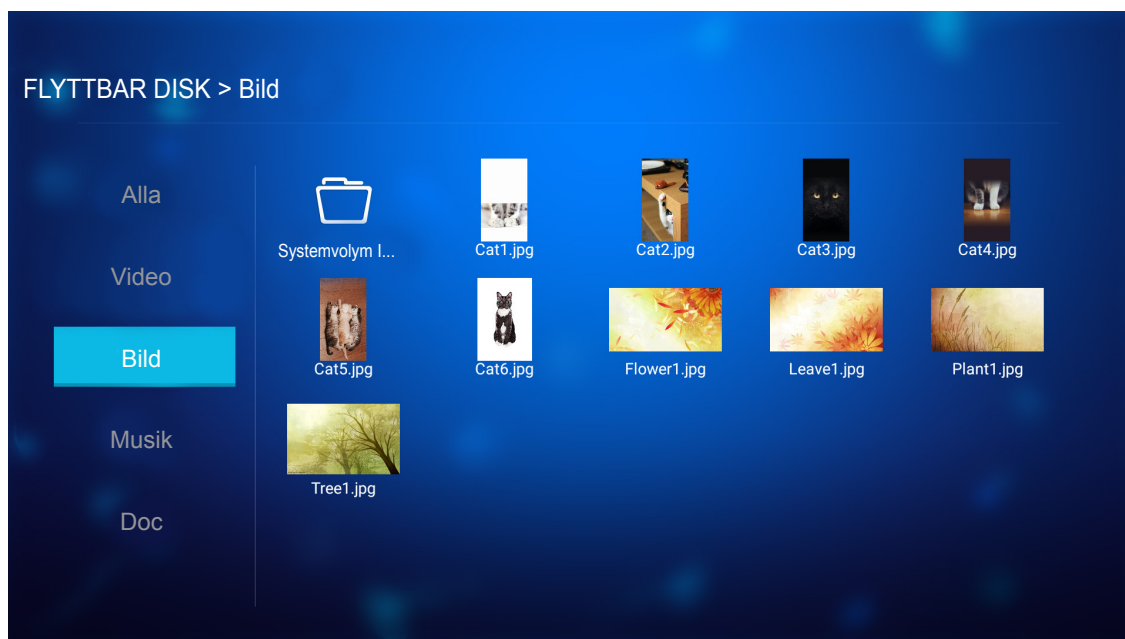 FLYTTBAR DISK > Bild
Alla
Video
Bild
Musik
Doc
Systemvolym I...
Cat1.jpg
Cat2.jpg
Cat3.jpg
Cat4.jpg
Cat5.jpg
Cat6.jpg
Flower1.jpg
Leave1.jpg
Plant1.jpg
Tree1.jpg